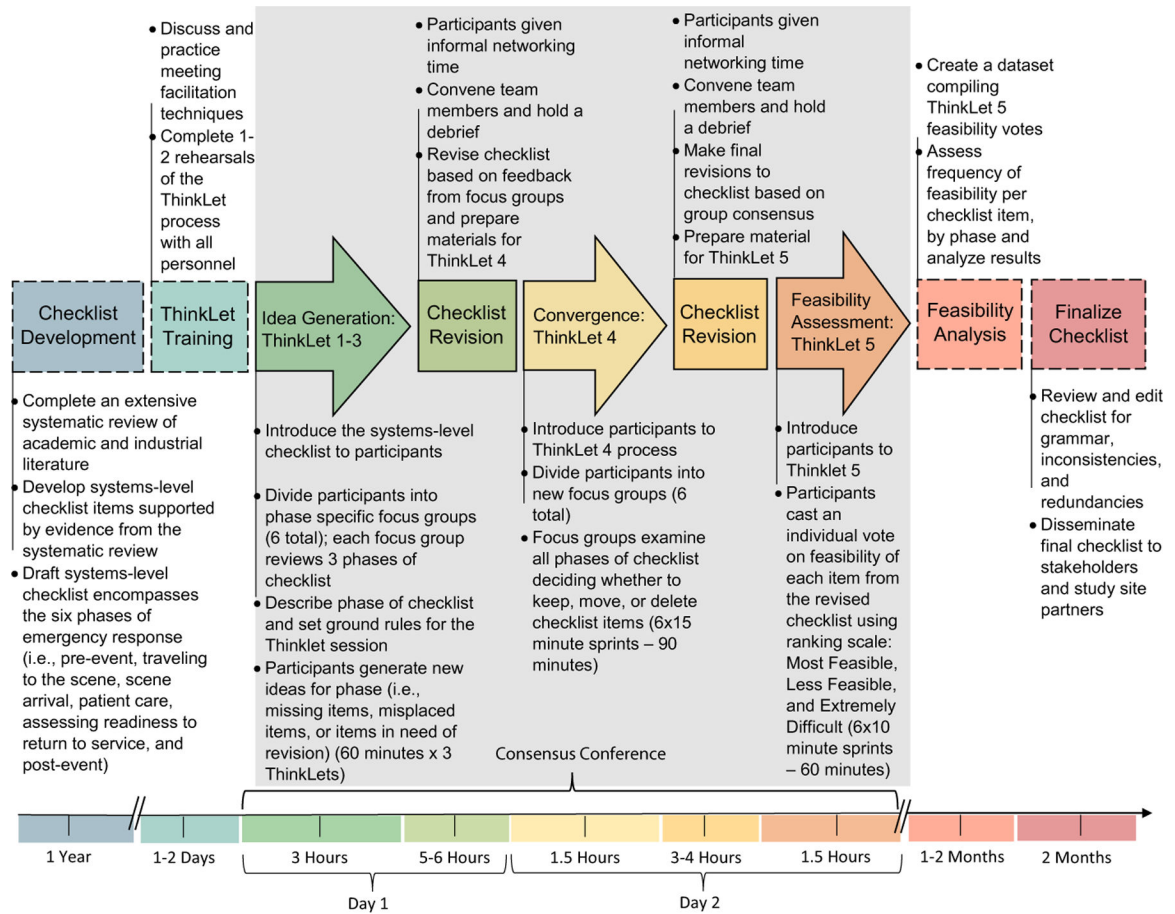 • Discuss and
practice
meeting
facilitation
techniques
• Complete 1-
2 rehearsals
of the
ThinkLet
process
with all
personnel
• Participants given
informal networking
time
• Convene team
members and hold a
debrief
• Revise checklist
based on feedback
from focus groups
and prepare
materials for
ThinkLet 4
• Participants given
informal
networking time
• Convene team
members and hold
a debrief
• Make final
revisions to
checklist based on
group consensus
• Prepare material
for ThinkLet 5
• Create a dataset
compiling
ThinkLet 5
feasibility votes
• Assess
frequency of
feasibility per
checklist item,
by phase and
analyze results
Checklist
Development
ThinkLet
Training
Idea Generation:
ThinkLet 1-3
Checklist
Revision
Convergence:
ThinkLet 4
Checklist
Revision
Feasibility
Assessment:
ThinkLet 5
Feasibility
Analysis
Finalize
Checklist
• Complete an extensive
systematic review of
academic and industrial
literature
• Develop systems-level
checklist items supported
by evidence from the
systematic review
• Draft systems-level
checklist encompasses
the six phases of
emergency response
(i.e., pre-event, traveling
to the scene, scene
arrival, patient care,
assessing readiness to
return to service, and
post-event)
• Introduce the systems-level
checklist to participants
• Divide participants into
phase specific focus groups
(6 total); each focus group
reviews 3 phases of
checklist
• Describe phase of checklist
and set ground rules for the
Thinklet session
• Participants generate new
ideas for phase (i.e.,
missing items, misplaced
items, or items in need of
revision) (60 minutes x 3
ThinkLets)
• Introduce participants to
ThinkLet 4 process
• Divide participants into
new focus groups (6
total)
• Focus groups examine
all phases of checklist
deciding whether to
keep, move, or delete
checklist items (6x15
minute sprints – 90
minutes)
• Introduce
participants to
Thinklet 5
• Participants
cast an
individual vote
on feasibility of
each item from
the revised
checklist using
ranking scale:
Most Feasible,
Less Feasible,
and Extremely
Difficult (6x10
minute sprints
– 60 minutes)
• Review and edit
checklist for
grammar,
inconsistencies,
and
redundancies
• Disseminate
final checklist to
stakeholders
and study site
partners
Consensus Conference
1 Year
1-2 Days
3 Hours
5-6 Hours
1.5 Hours
3-4 Hours
1.5 Hours
1-2 Months
2 Months
Day 1
Day 2